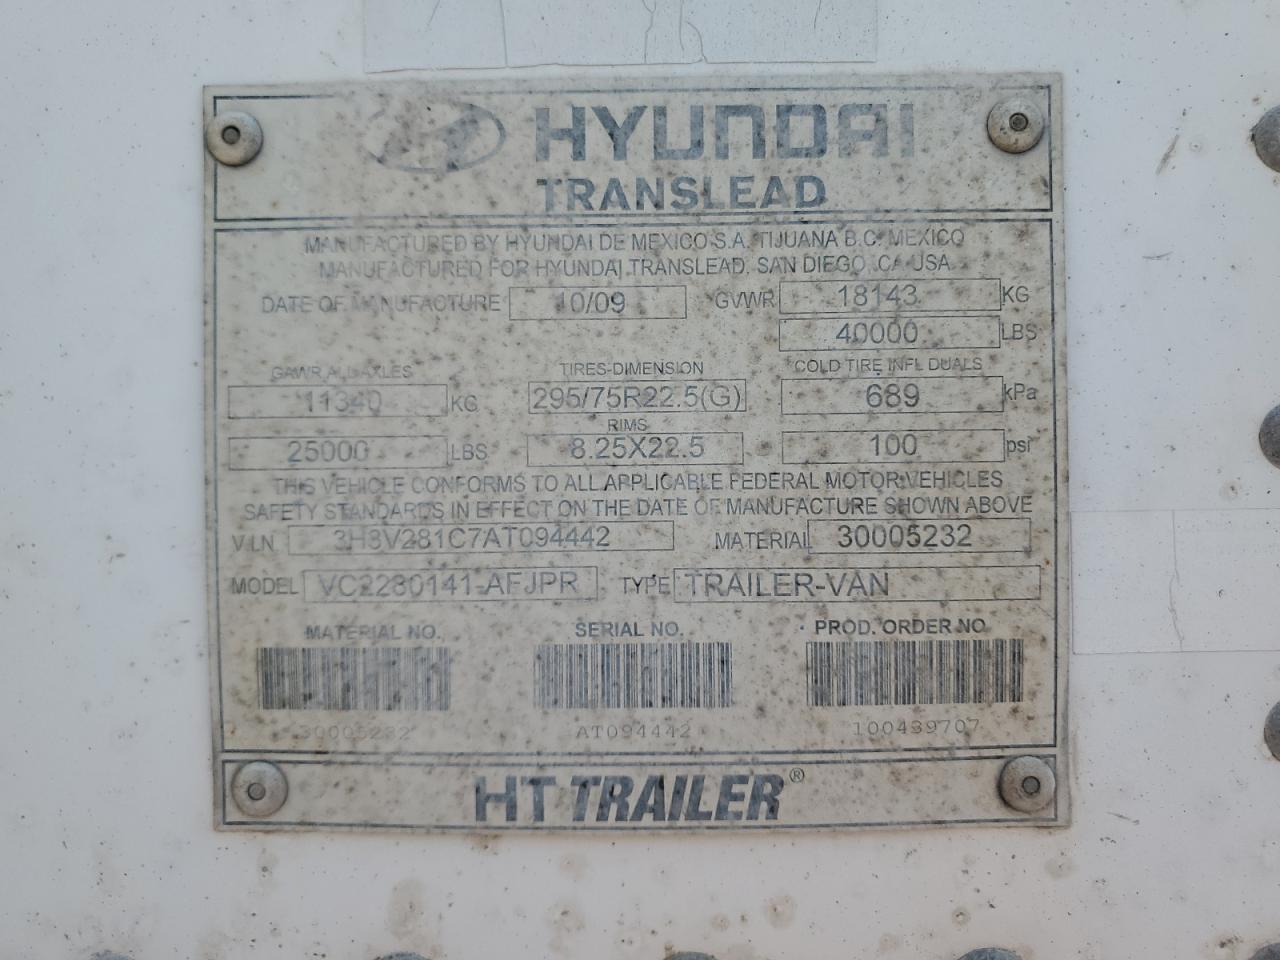 HYUNDAI
TRANSLEAD
MANUFACTURED BY HYUNDAI DE MEXICO S.A. TIJUANA B.C. MEXICO
MANUFACTURED FOR HYUNDAI TRANSLEAD. SAN DIEGO, CA USA
DATE OF MANUFACTURE 10/09 GVWR 18143 KG
40000 LBS
GAWR ALL AXLES TIRES-DIMENSION COLD TIRE INFL DUALS
11340 KG 295/75R22.5(G) 689 kPa
RIMS
25000 LBS 8.25X22.5 100 psi
THIS VEHICLE CONFORMS TO ALL APPLICABLE FEDERAL MOTOR VEHICLES
SAFETY STANDARDS IN EFFECT ON THE DATE OF MANUFACTURE SHOWN ABOVE
V.I.N 3H3V281C7AT094442 MATERIAL 30005232
MODEL VC2280141-AFJPR TYPE TRAILER-VAN
MATERIAL NO. SERIAL NO. PROD. ORDER NO
30005232 AT094442 100439707
HT TRAILER®